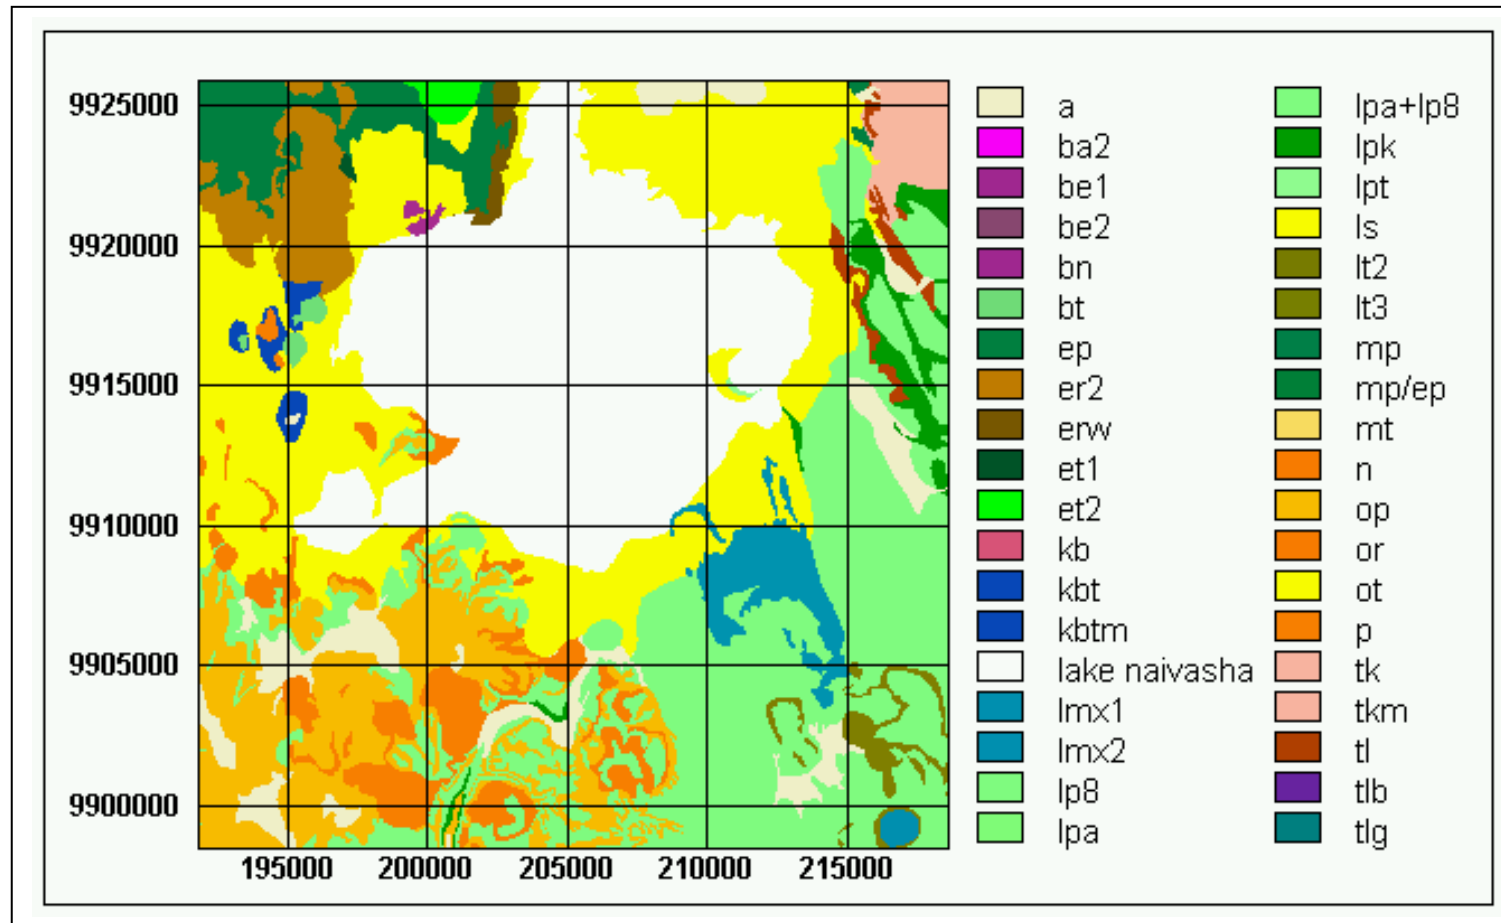 9925000
9920000
9915000
9910000
9905000
9900000
195000 200000 205000 210000 215000
a
ba2
be1
be2
bn
bt
ep
er2
erw
et1
et2
kb
kbt
kbtm
lake naivasha
lmx1
lmx2
lp8
lpa
lpa+lp8
lpk
lpt
ls
lt2
lt3
mp
mp/ep
mt
n
op
or
ot
p
tk
tkm
tl
tlb
tlg